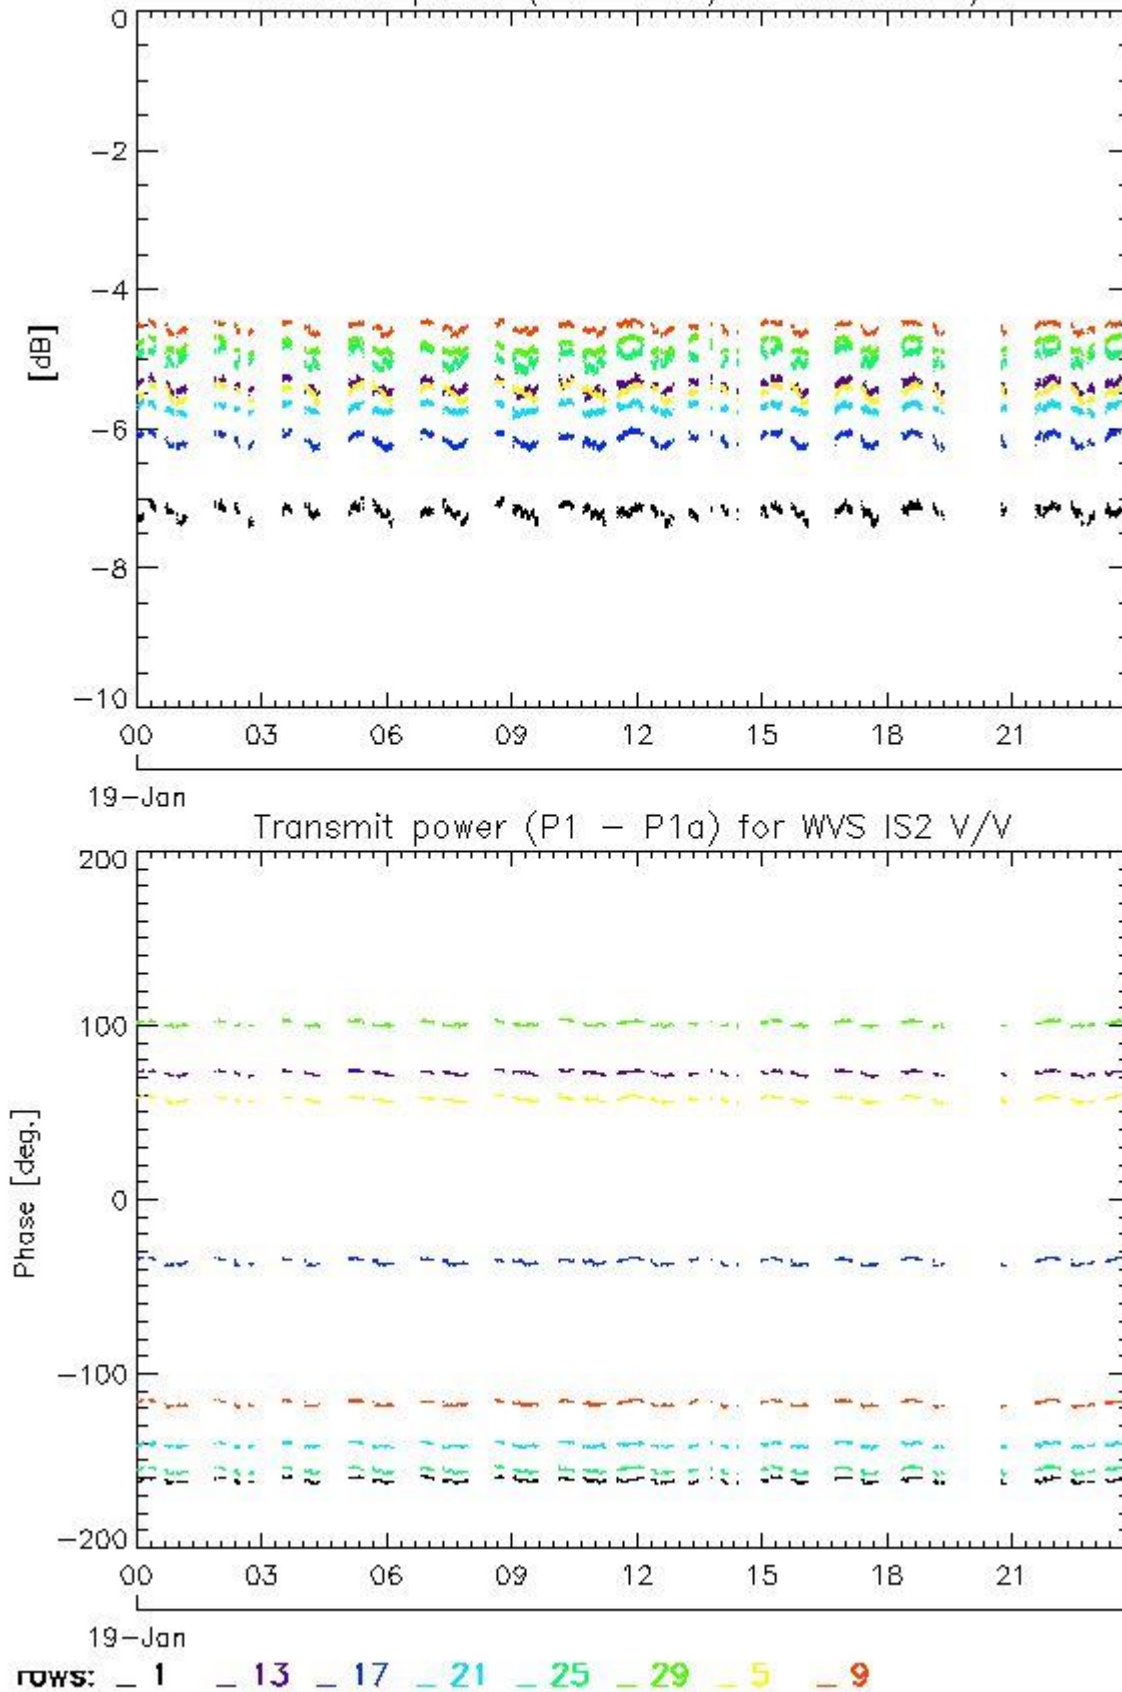 0
-2
-4
[dB]
-6
-8
-10
00 03 06 09 12 15 18 21
19-Jan
Transmit power (P1 - P1a) for WVS IS2 V/V
200
100
Phase [deg.]
0
-100
-200
00 03 06 09 12 15 18 21
19-Jan
rows: _ 1 _ 13 _ 17 _ 21 _ 25 _ 29 _ 5 _ 9